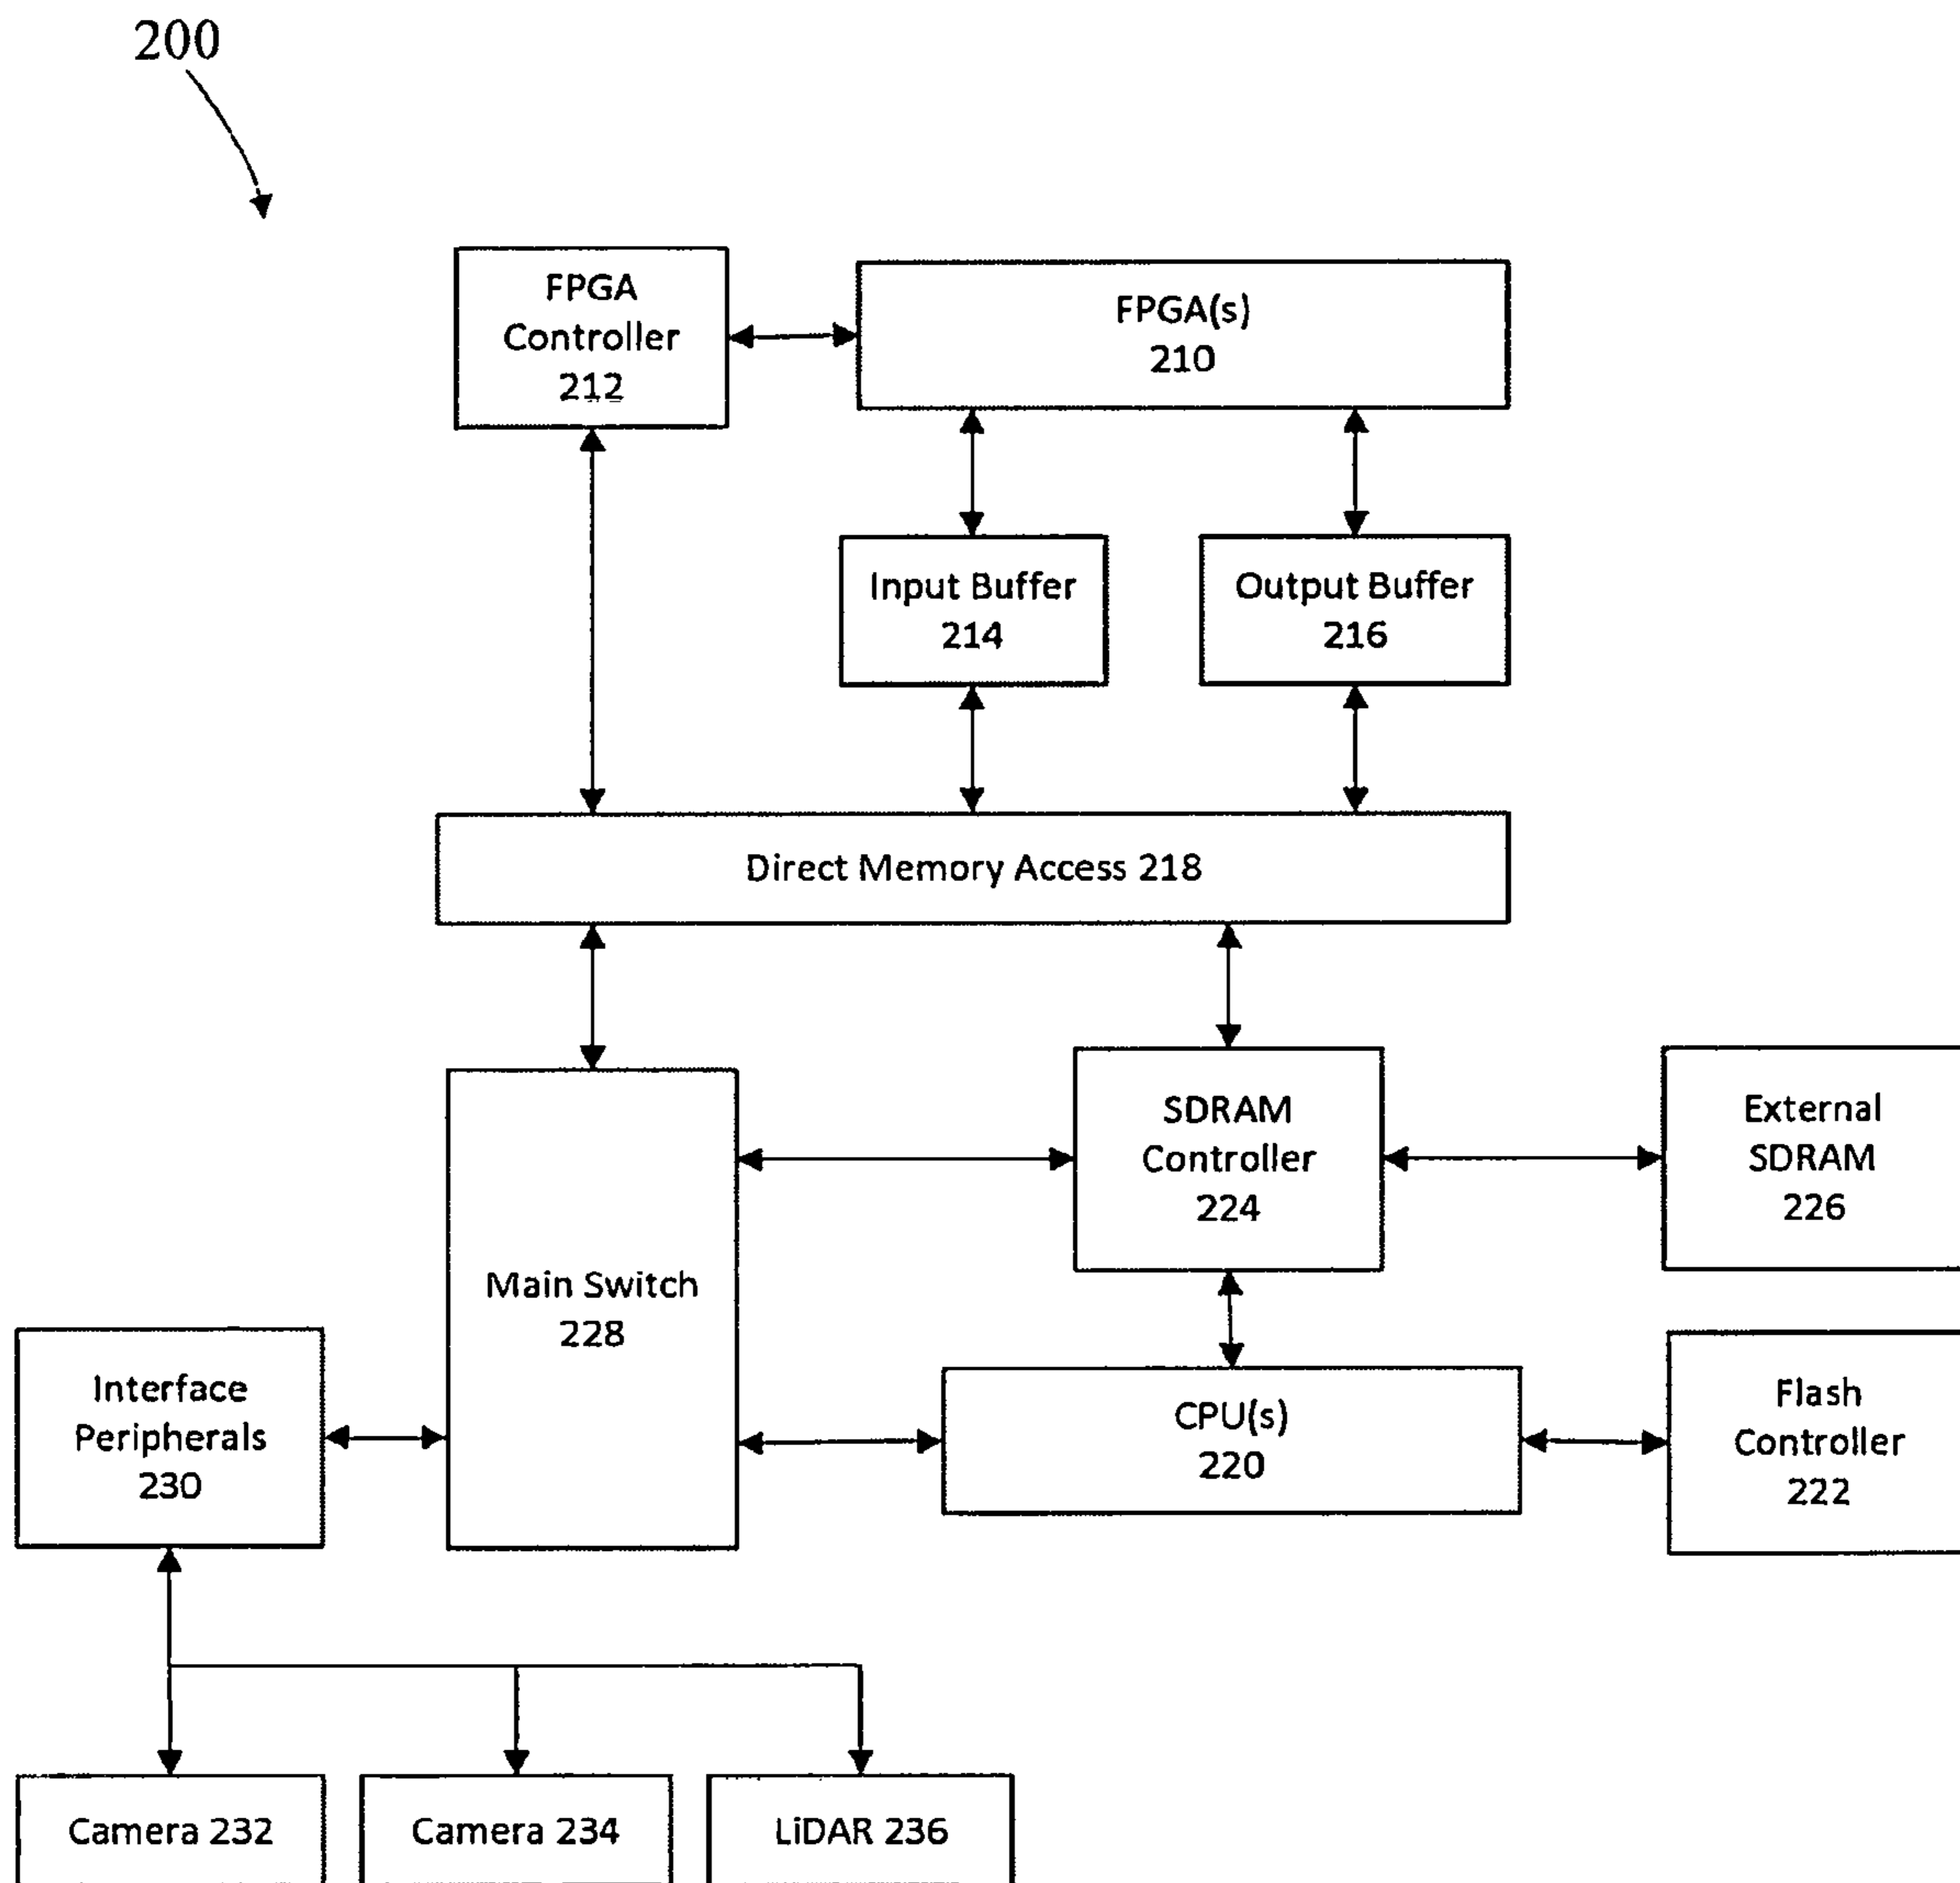 200
FPGA
Controller
212
FPGA(s)
210
Input Buffer
214
Output Buffer
216
Direct Memory Access 218
SDRAM
Controller
224
External
SDRAM
226
Main Switch
228
Interface
Peripherals
230
CPU(s)
220
Flash
Controller
222
Camera 232
Camera 234
LiDAR 236